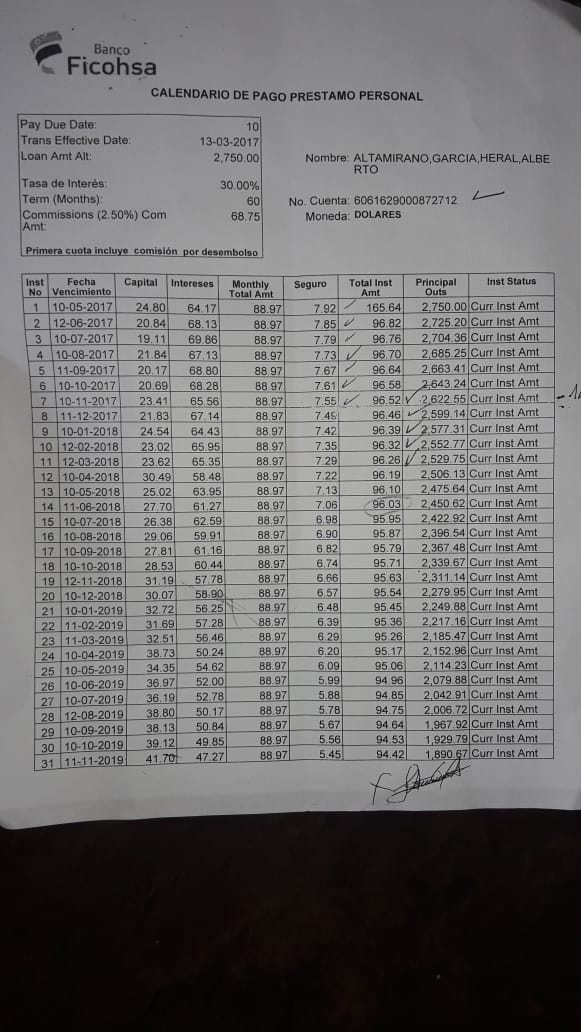 Banco
Ficohsa
CALENDARIO DE PAGO PRESTAMO PERSONAL
Pay Due Date: 10
Trans Effective Date: 13-03-2017
Loan Amt Alt: 2,750.00
Nombre: ALTAMIRANO,GARCIA,HERAL,ALBE
RTO
Tasa de Interés: 30.00%
Term (Months): 60
No. Cuenta: 6061629000872712
Commissions (2.50%) Com 68.75
Amt:
Moneda: DOLARES
Primera cuota incluye comisión por desembolso
Inst No Fecha Vencimiento Capital Intereses Monthly Total Amt Seguro Total Inst Amt Principal Outs Inst Status
1 10-05-2017 24.80 64.17 88.97 7.92 165.64 2,750.00 Curr Inst Amt
2 12-06-2017 20.84 68.13 88.97 7.85 96.82 2,725.20 Curr Inst Amt
3 10-07-2017 19.11 69.86 88.97 7.79 96.76 2,704.36 Curr Inst Amt
4 10-08-2017 21.84 67.13 88.97 7.73 96.70 2,685.25 Curr Inst Amt
5 11-09-2017 20.17 68.80 88.97 7.67 96.64 2,663.41 Curr Inst Amt
6 10-10-2017 20.69 68.28 88.97 7.61 96.58 2,643.24 Curr Inst Amt
7 10-11-2017 23.41 65.56 88.97 7.55 96.52 2,622.55 Curr Inst Amt
8 11-12-2017 21.83 67.14 88.97 7.49 96.46 2,599.14 Curr Inst Amt
9 10-01-2018 24.54 64.43 88.97 7.42 96.39 2,577.31 Curr Inst Amt
10 12-02-2018 23.02 65.95 88.97 7.35 96.32 2,552.77 Curr Inst Amt
11 12-03-2018 23.62 65.35 88.97 7.29 96.26 2,529.75 Curr Inst Amt
12 10-04-2018 30.49 58.48 88.97 7.22 96.19 2,506.13 Curr Inst Amt
13 10-05-2018 25.02 63.95 88.97 7.13 96.10 2,475.64 Curr Inst Amt
14 11-06-2018 27.70 61.27 88.97 7.06 96.03 2,450.62 Curr Inst Amt
15 10-07-2018 26.38 62.59 88.97 6.98 95.95 2,422.92 Curr Inst Amt
16 10-08-2018 29.06 59.91 88.97 6.90 95.87 2,396.54 Curr Inst Amt
17 10-09-2018 27.81 61.16 88.97 6.82 95.79 2,367.48 Curr Inst Amt
18 10-10-2018 28.53 60.44 88.97 6.74 95.71 2,339.67 Curr Inst Amt
19 12-11-2018 31.19 57.78 88.97 6.66 95.63 2,311.14 Curr Inst Amt
20 10-12-2018 30.07 58.90 88.97 6.57 95.54 2,279.95 Curr Inst Amt
21 10-01-2019 32.72 56.25 88.97 6.48 95.45 2,249.88 Curr Inst Amt
22 11-02-2019 31.69 57.28 88.97 6.39 95.36 2,217.16 Curr Inst Amt
23 11-03-2019 32.51 56.46 88.97 6.29 95.26 2,185.47 Curr Inst Amt
24 10-04-2019 38.73 50.24 88.97 6.20 95.17 2,152.96 Curr Inst Amt
25 10-05-2019 34.35 54.62 88.97 6.09 95.06 2,114.23 Curr Inst Amt
26 10-06-2019 36.97 52.00 88.97 5.99 94.96 2,079.88 Curr Inst Amt
27 10-07-2019 36.19 52.78 88.97 5.88 94.85 2,042.91 Curr Inst Amt
28 12-08-2019 38.80 50.17 88.97 5.78 94.75 2,006.72 Curr Inst Amt
29 10-09-2019 38.13 50.84 88.97 5.67 94.64 1,967.92 Curr Inst Amt
30 10-10-2019 39.12 49.85 88.97 5.56 94.53 1,929.79 Curr Inst Amt
31 11-11-2019 41.70 47.27 88.97 5.45 94.42 1,890.67 Curr Inst Amt